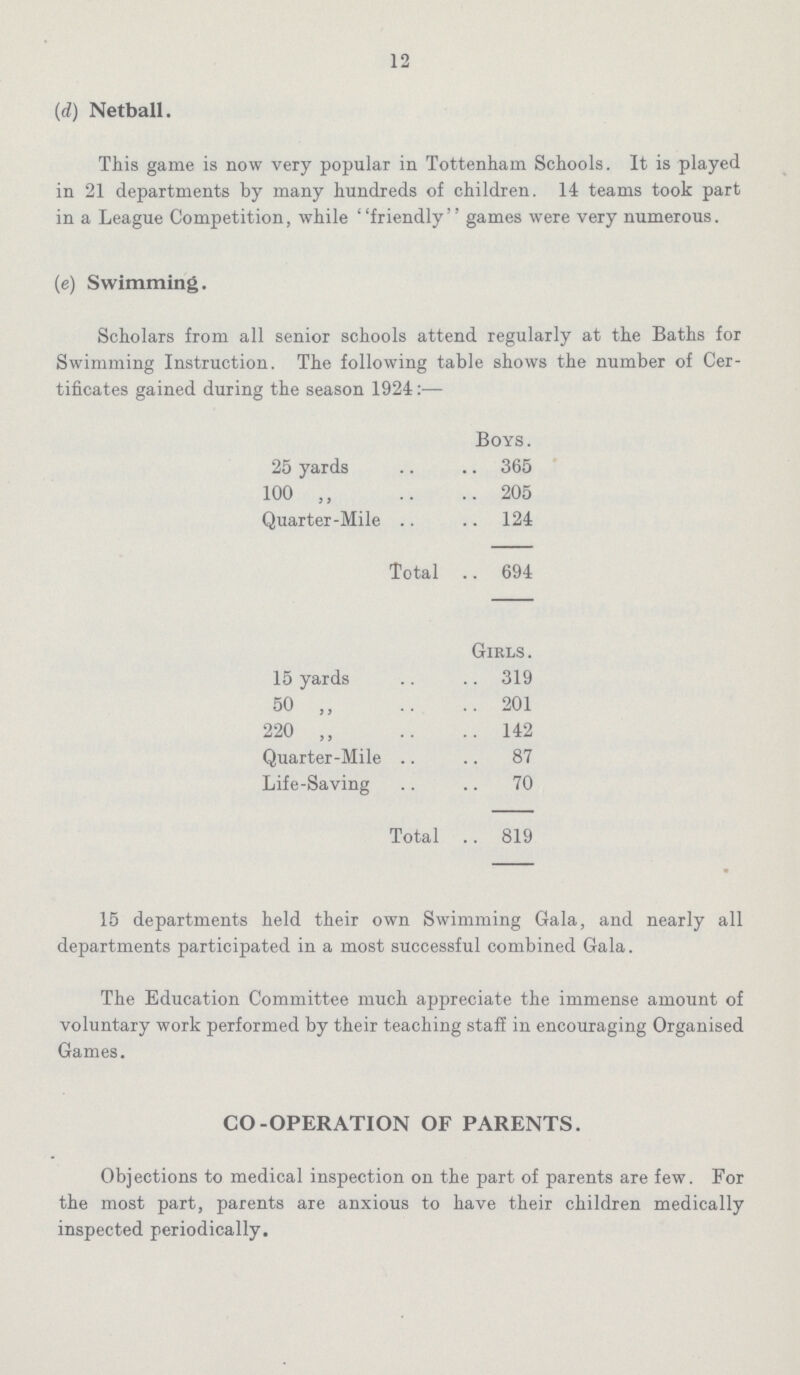 12
(d) Netball.
This game is now very popular in Tottenham Schools. It is played
in 21 departments by many hundreds of children. 14 teams took part
in a League Competition, while "friendly" games were very numerous.
(e) Swimming.
Scholars from all senior schools attend regularly at the Baths for
Swimming Instruction. The following table shows the number of Cer-
tificates gained during the season 1924:—
Boys.
25 yards .. .. 365
100 ,, .. .. 205
Quarter-Mile .. .. 124
Total .. 694
Girls.
15 yards .. .. 319
50 ,, .. .. 201
220 ,, .. .. 142
Quarter-Mile .. .. 87
Life-Saving .. .. 70
Total .. 819
15 departments held their own Swimming Gala, and nearly all
departments participated in a most successful combined Gala.
The Education Committee much appreciate the immense amount of
voluntary work performed by their teaching staff in encouraging Organised
Games.
CO-OPERATION OF PARENTS.
Objections to medical inspection on the part of parents are few. For
the most part, parents are anxious to have their children medically
inspected periodically.